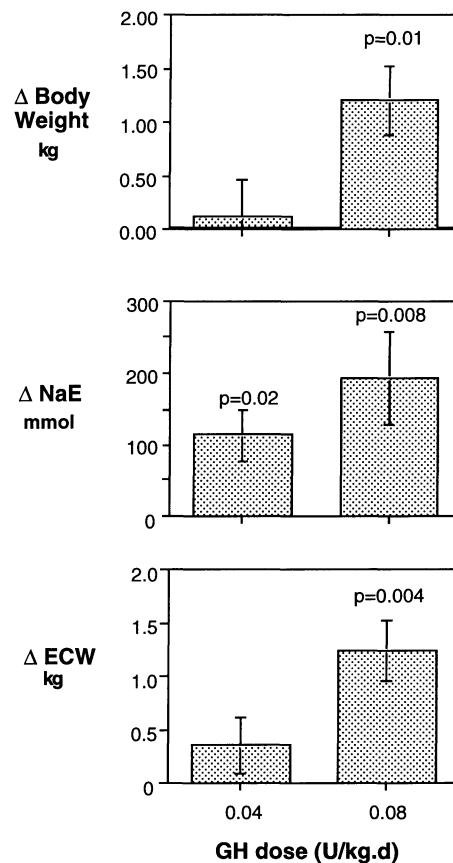 2.00
p=0.01
1.50
Δ Body
Weight
1.00
kg
0.50
0.00
300
p=0.008
200
Δ NaE
p=0.02
mmol
100
0
2.0
p=0.004
1.5
Δ ECW
kg
1.0
0.5
0
0.04 0.08
GH dose (U/kg.d)